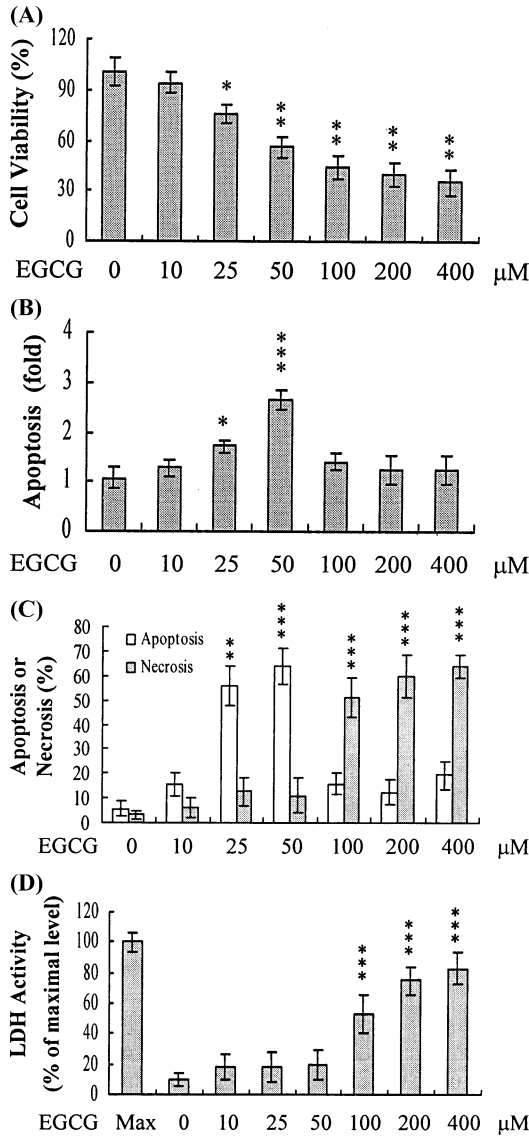 (A)
Cell Viability (%)
120
90
60
30
0
* ** ** ** **
EGCG 0 10 25 50 100 200 400 μM
(B)
Apoptosis (fold)
4
3
2
1
0
* ***
EGCG 0 10 25 50 100 200 400 μM
(C)
Apoptosis or
Necrosis (%)
80
70
60
50
40
30
20
10
0
Apoptosis
Necrosis
** *** *** *** ***
EGCG 0 10 25 50 100 200 400 μM
(D)
LDH Activity
(% of maximal level)
120
100
80
60
40
20
0
*** *** ***
EGCG Max 0 10 25 50 100 200 400 μM